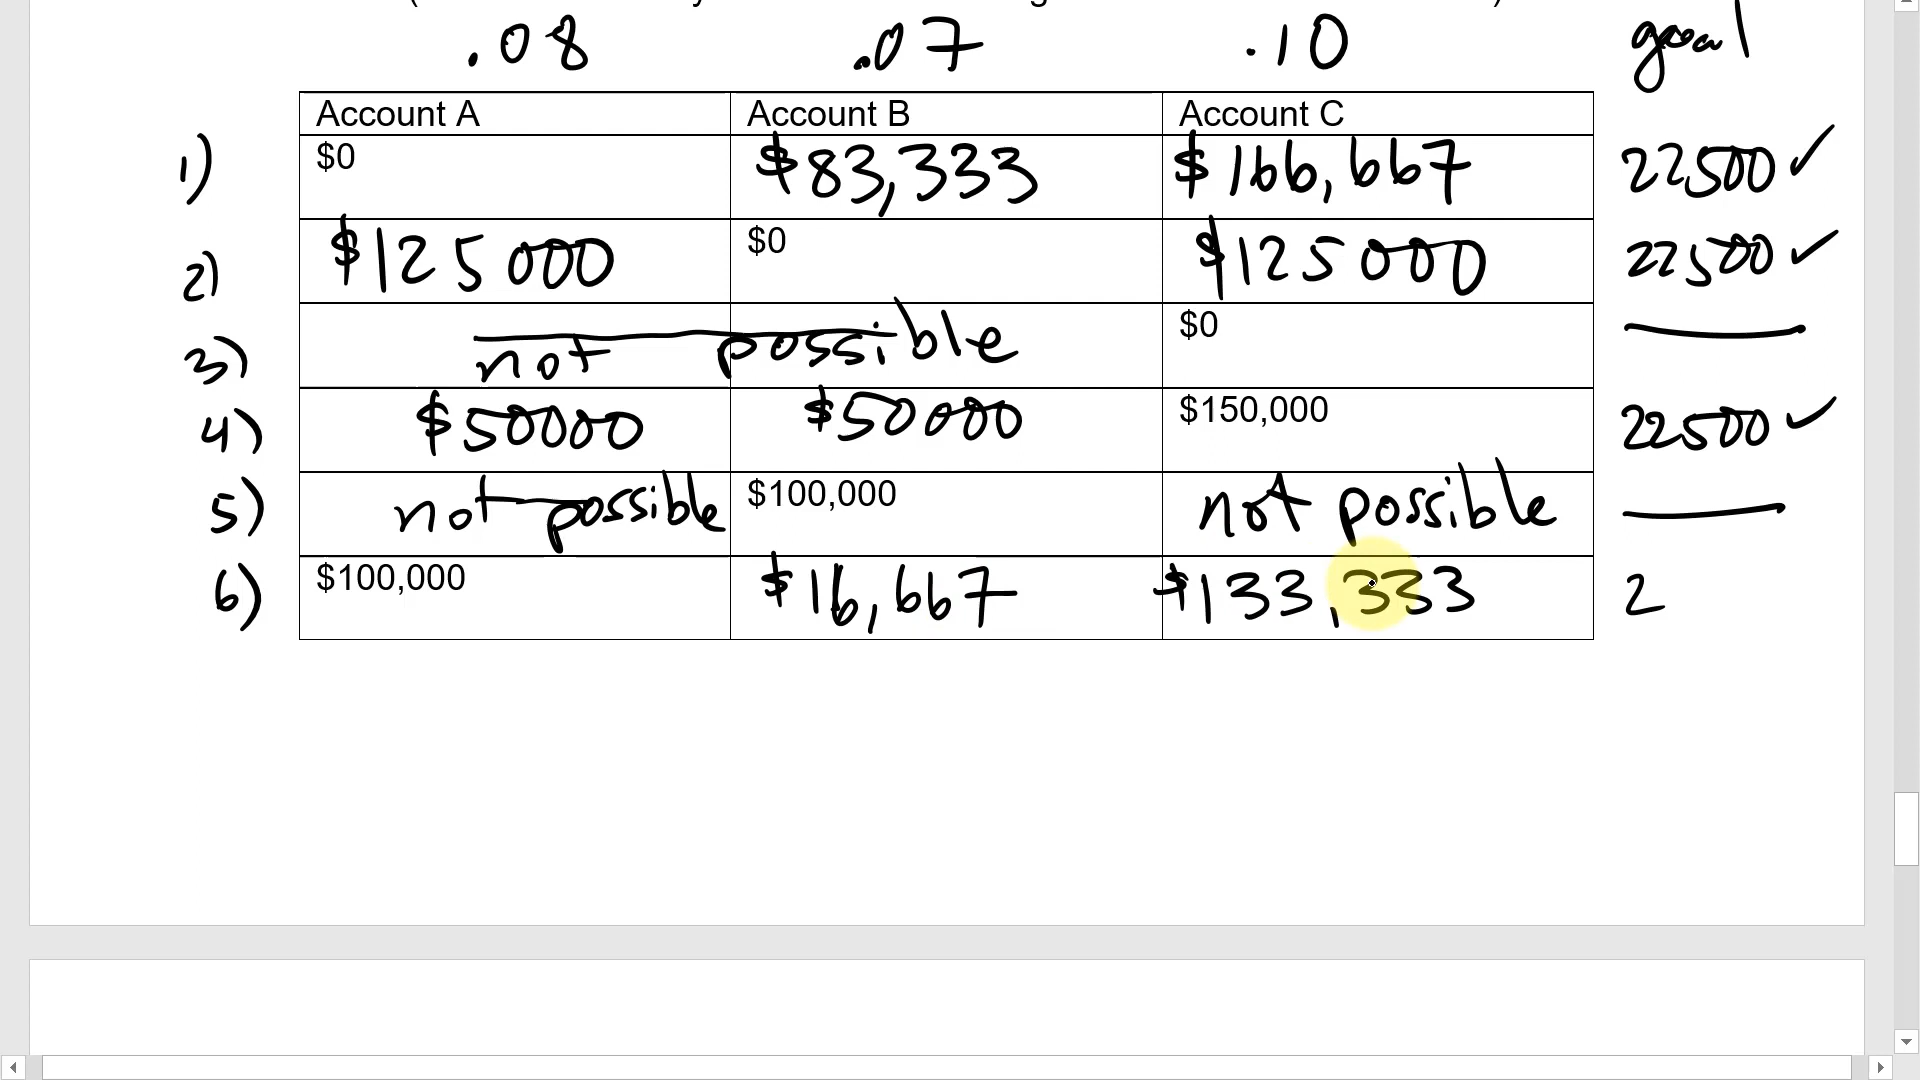 .08 .07 .10 goal
Account A Account B Account C
1) $0 $83,333 $166,667 22500 ✓
2) $125000 $0 $125000 22500 ✓
3) not possible $0 —
4) $50000 $50000 $150,000 22500 ✓
5) not possible $100,000 not possible —
6) $100,000 $16,667 $133,333 2